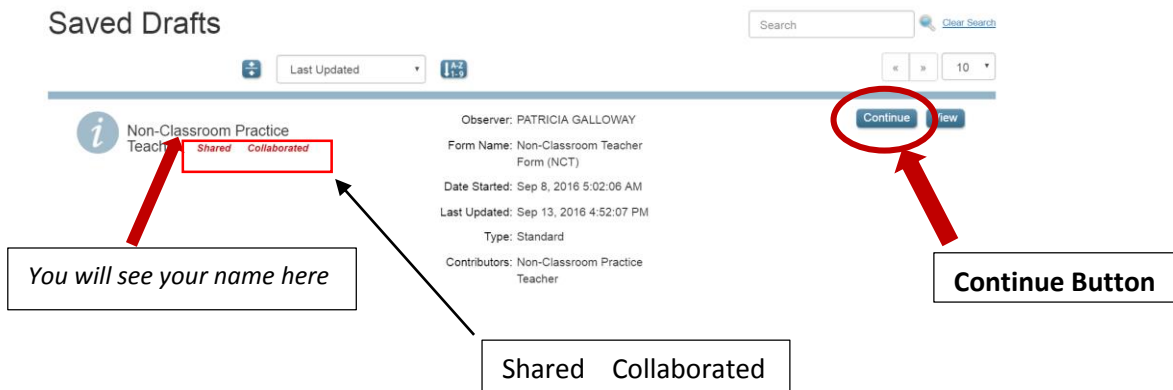 Saved Drafts
Search
Clear Search
Last Updated
A-Z
1-9
«
»
10
Non-Classroom Practice
Teacher
Shared Collaborated
Observer: PATRICIA GALLOWAY
Form Name: Non-Classroom Teacher
Form (NCT)
Date Started: Sep 8, 2016 5:02:06 AM
Last Updated: Sep 13, 2016 4:52:07 PM
Type: Standard
Contributors: Non-Classroom Practice
Teacher
Continue
View
You will see your name here
Continue Button
Shared Collaborated